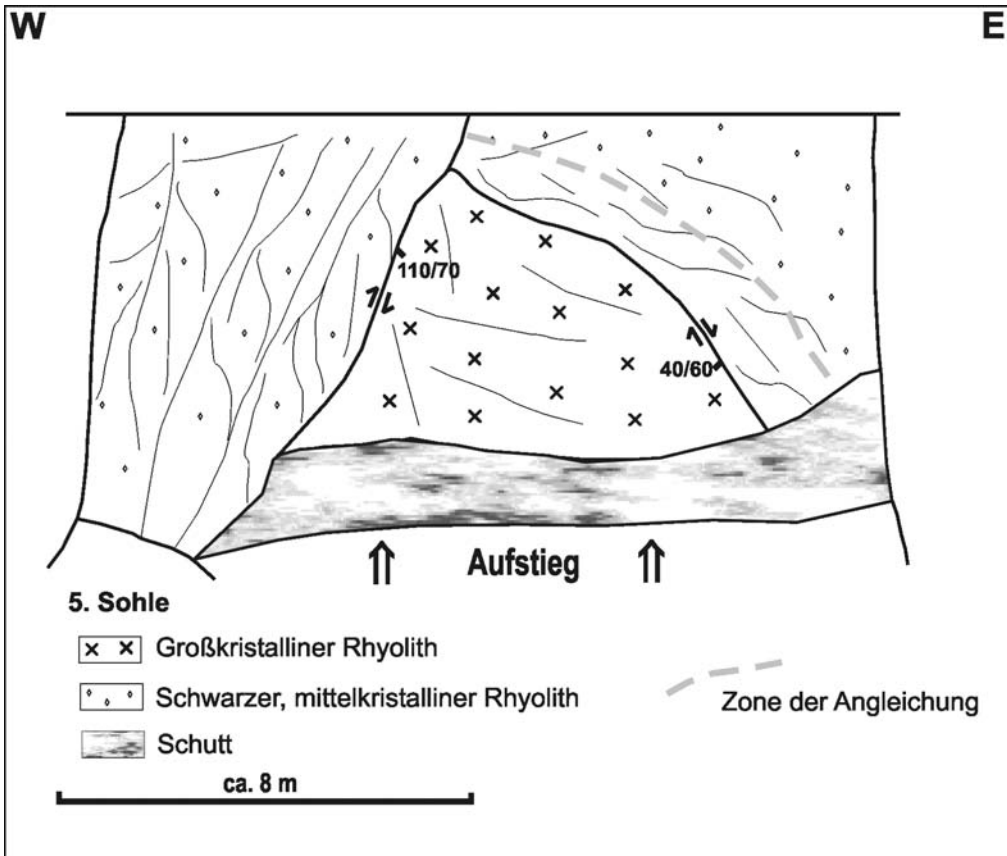 W
E
110/70
40/60
Aufstieg
5. Sohle
Großkristalliner Rhyolith
Schwarzer, mittelkristalliner Rhyolith
Zone der Angleichung
Schutt
ca. 8 m